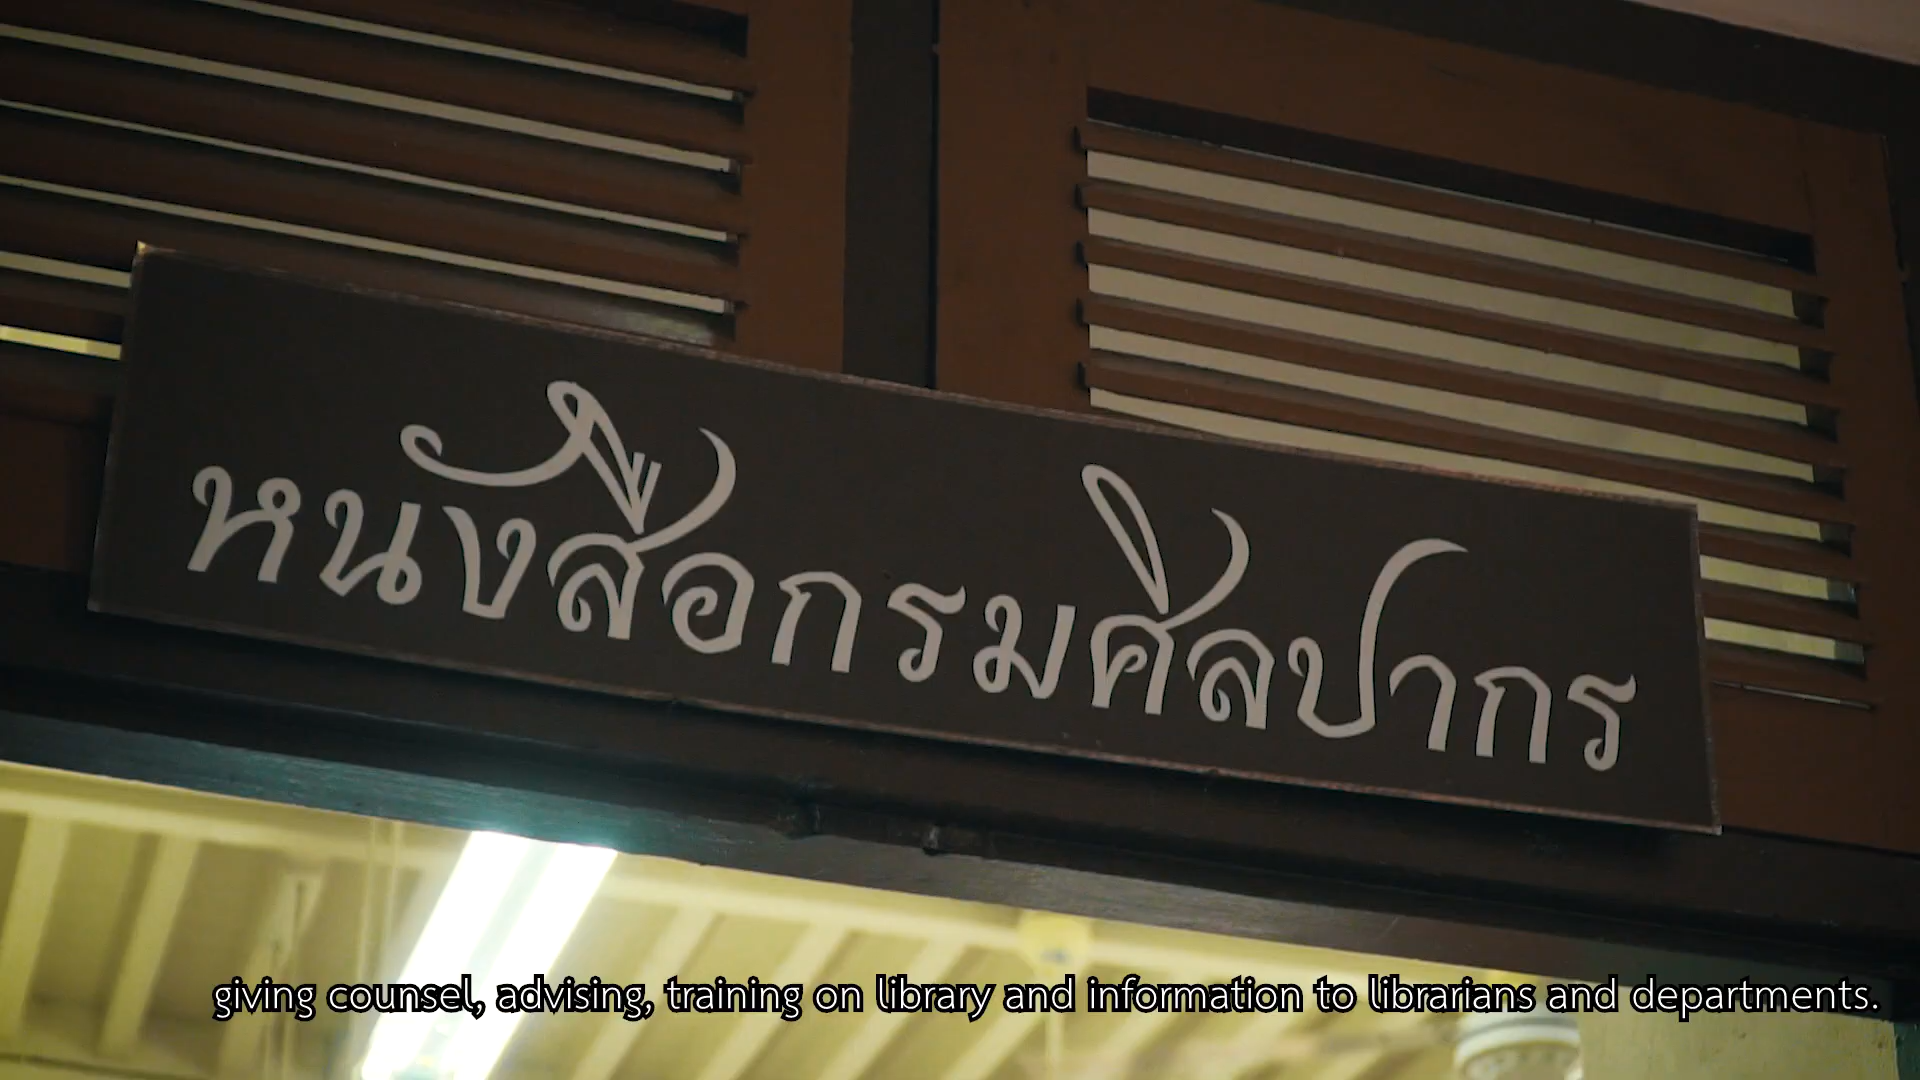 หนังสือกรมศิลปากร
giving counsel, advising, training on library and information to librarians and departments.